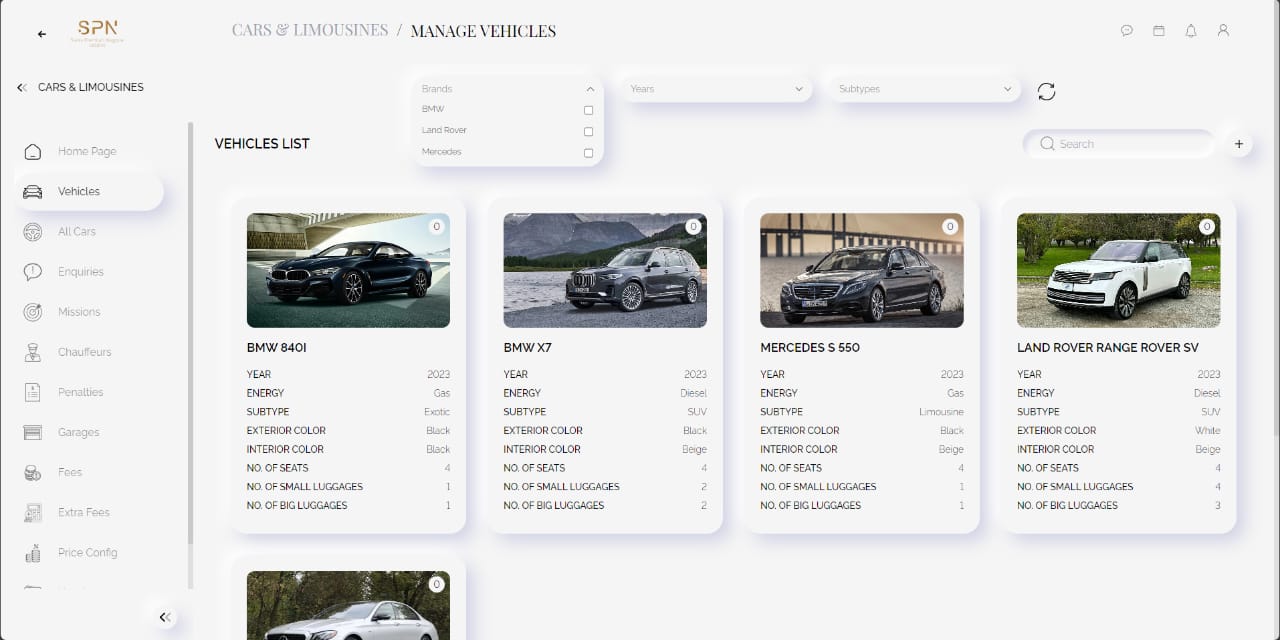 SPN
CARS & LIMOUSINES / MANAGE VEHICLES
CARS & LIMOUSINES
Brands
BMW
Land Rover
Mercedes
Years
Subtypes
Home Page
Vehicles
All Cars
Enquiries
Missions
Chauffeurs
Penalties
Garages
Fees
Extra Fees
Price Config
VEHICLES LIST
Search
+
0
BMW 840I
YEAR 2023
ENERGY Gas
SUBTYPE Exotic
EXTERIOR COLOR Black
INTERIOR COLOR Black
NO. OF SEATS 4
NO. OF SMALL LUGGAGES 1
NO. OF BIG LUGGAGES 1
0
BMW X7
YEAR 2023
ENERGY Diesel
SUBTYPE SUV
EXTERIOR COLOR Black
INTERIOR COLOR Beige
NO. OF SEATS 4
NO. OF SMALL LUGGAGES 2
NO. OF BIG LUGGAGES 2
0
MERCEDES S 550
YEAR 2023
ENERGY Gas
SUBTYPE Limousine
EXTERIOR COLOR Black
INTERIOR COLOR Beige
NO. OF SEATS 4
NO. OF SMALL LUGGAGES 1
NO. OF BIG LUGGAGES 1
0
LAND ROVER RANGE ROVER SV
YEAR 2023
ENERGY Diesel
SUBTYPE SUV
EXTERIOR COLOR White
INTERIOR COLOR Beige
NO. OF SEATS 4
NO. OF SMALL LUGGAGES 4
NO. OF BIG LUGGAGES 3
0